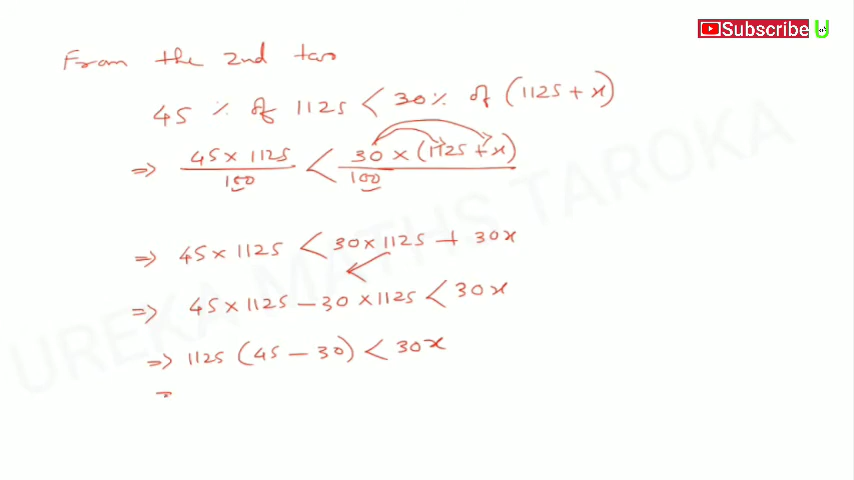 Subscribe U
From the 2nd two
45 % of 1125 < 30% of (1125 + x)
⇒ 45 × 1125 / 100 < 30 × (1125 + x) / 100
⇒ 45 × 1125 < 30 × 1125 + 30x
⇒ 45 × 1125 − 30 × 1125 < 30x
⇒ 1125 (45 − 30) < 30x
=
UREKA MATHS TAROKA